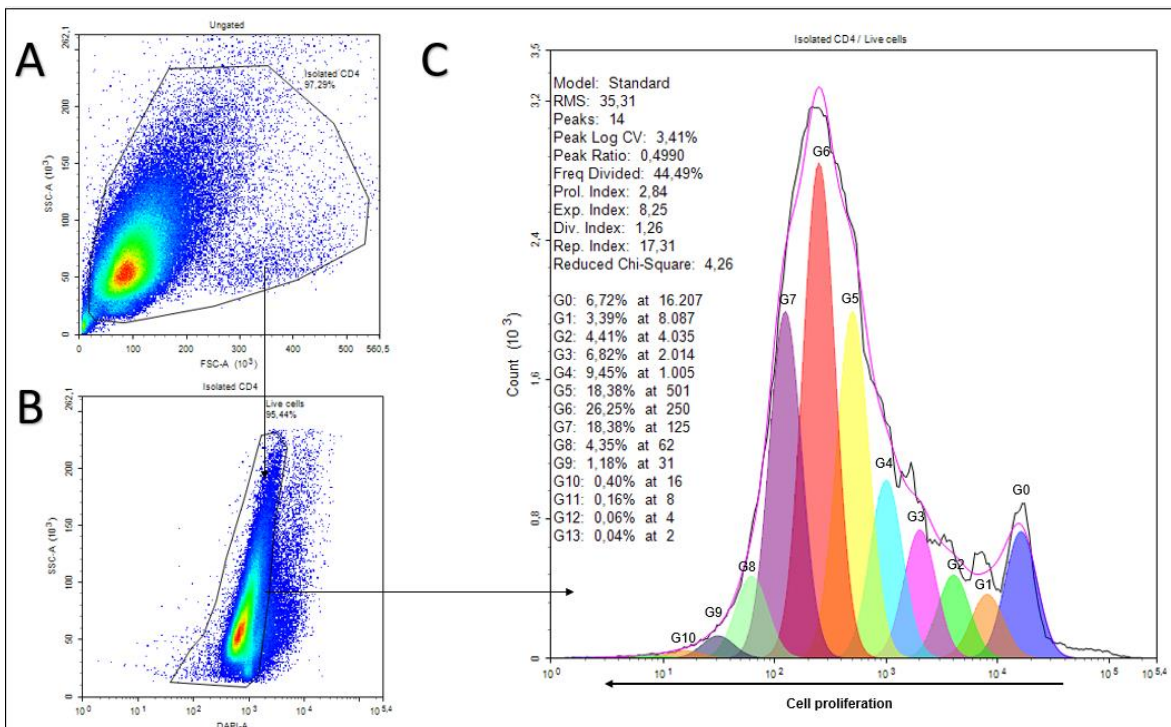 A
Ungated
262,1
200
150
100
50
0
SSC-A (10³)
Isolated CD4
97,29%
0
100
200
300
400
500
560,5
FSC-A (10³)
B
Isolated CD4
262,1
200
150
100
50
0
SSC-A (10³)
Live cells
95,44%
10⁰
10¹
10²
10³
10⁴
10⁵,⁴
DAPI-A
C
Isolated CD4 / Live cells
3,5
3,2
2,4
1,6
0,8
0
Count (10³)
Model: Standard
RMS: 35,31
Peaks: 14
Peak Log CV: 3,41%
Peak Ratio: 0,4990
Freq Divided: 44,49%
Prol. Index: 2,84
Exp. Index: 8,25
Div. Index: 1,26
Rep. Index: 17,31
Reduced Chi-Square: 4,26
G0: 6,72% at 16.207
G1: 3,39% at 8.087
G2: 4,41% at 4.035
G3: 6,82% at 2.014
G4: 9,45% at 1.005
G5: 18,38% at 501
G6: 26,25% at 250
G7: 18,38% at 125
G8: 4,35% at 62
G9: 1,18% at 31
G10: 0,40% at 16
G11: 0,16% at 8
G12: 0,06% at 4
G13: 0,04% at 2
G6
G7
G5
G4
G0
G3
G8
G2
G1
G9
G10
10⁰
10¹
10²
10³
10⁴
10⁵
10⁵,⁴
Cell proliferation